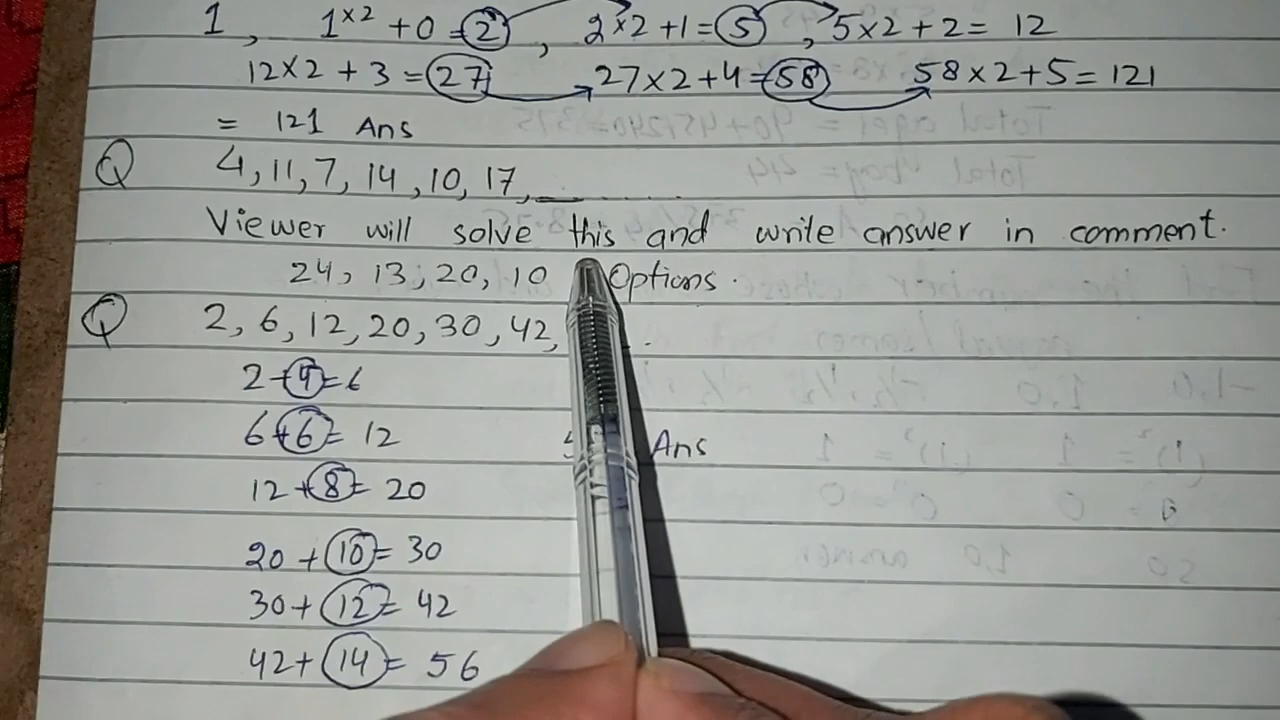 1, 1×2 +0 = 2, 2×2 +1 = 5, 5×2 + 2 = 12
12×2 + 3 = 27 27×2+4=58 58×2+5=121
= 121 Ans
Q 4, 11, 7, 14, 10, 17, _ .....
Viewer will solve this and write answer in comment.
24, 13, 20, 10 Options.
Q 2, 6, 12, 20, 30, 42,
2+4=6
6+6=12
Ans
12+8=20
20+10=30
30+12=42
42+14=56